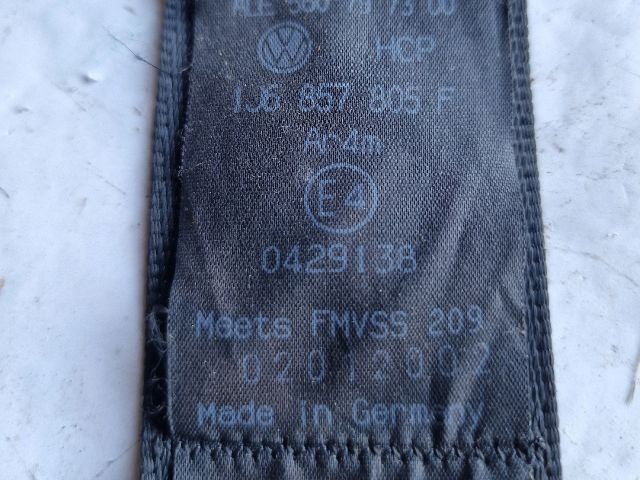 HCP
1J6 857 805 F
Ar4m
E4
0429138
Meets FMVSS 209
02012002
Made in Germany